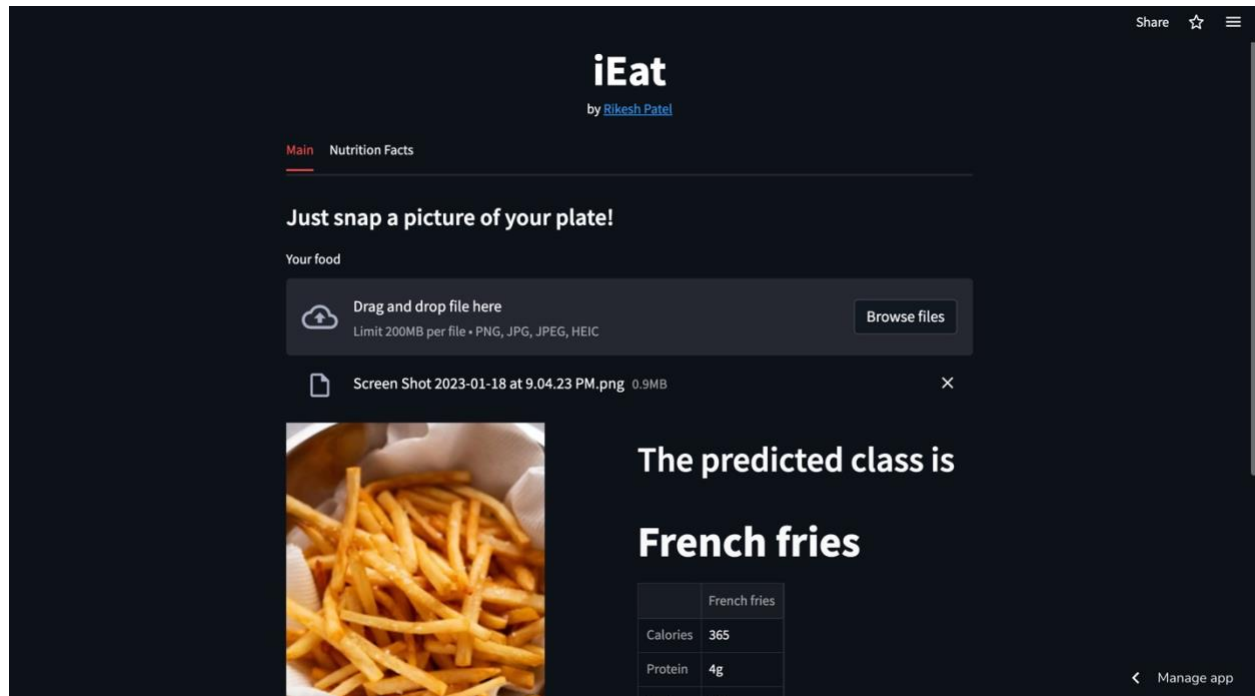 Share
iEat
by Rikesh Patel
Main Nutrition Facts
Just snap a picture of your plate!
Your food
Drag and drop file here
Limit 200MB per file • PNG, JPG, JPEG, HEIC
Browse files
Screen Shot 2023-01-18 at 9.04.23 PM.png 0.9MB
The predicted class is
French fries
French fries
Calories 365
Protein 4g
Manage app